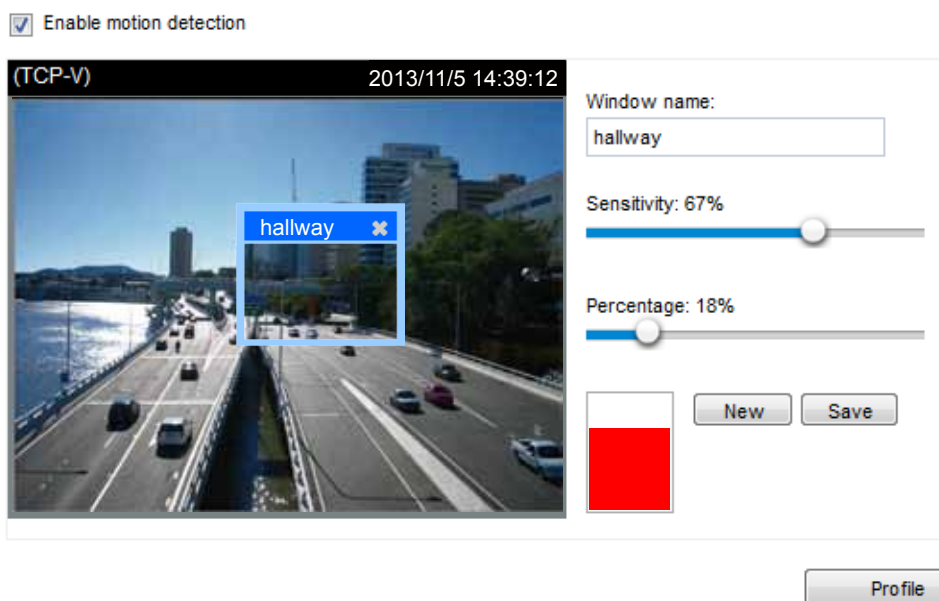 Enable motion detection
(TCP-V) 2013/11/5 14:39:12
Window name:
hallway
hallway
Sensitivity: 67%
Percentage: 18%
New Save
Profile